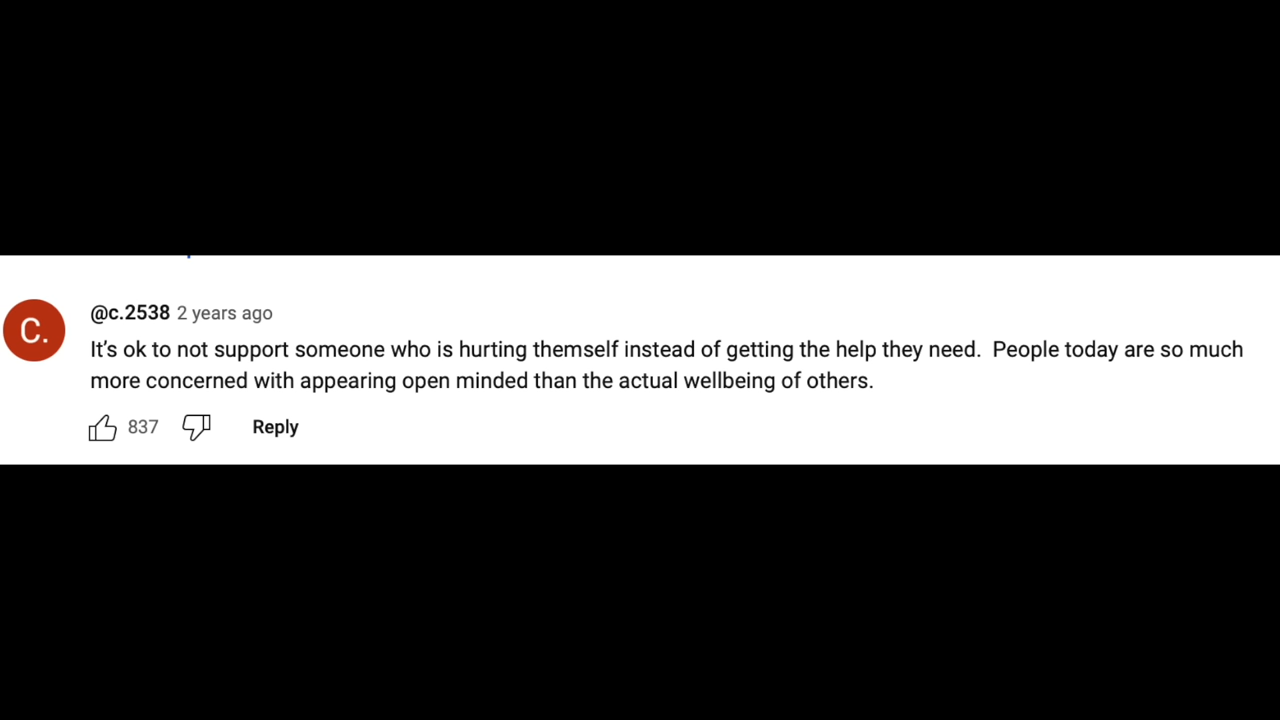 C.
@c.2538 2 years ago
It’s ok to not support someone who is hurting themself instead of getting the help they need.  People today are so much
more concerned with appearing open minded than the actual wellbeing of others.
837 Reply